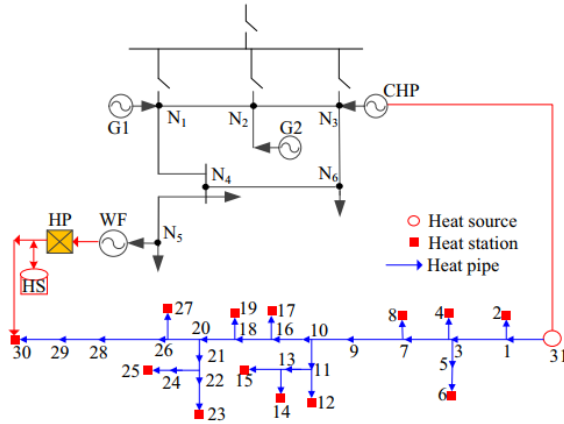 CHP
G1
N1
N2
G2
N3
N4
N6
HP
WF
N5
HS
Heat source
Heat station
Heat pipe
27
19
17
8
4
2
30
29
28
26
20
18
16
10
9
7
3
1
31
21
25
24
22
23
15
13
11
14
12
5
6